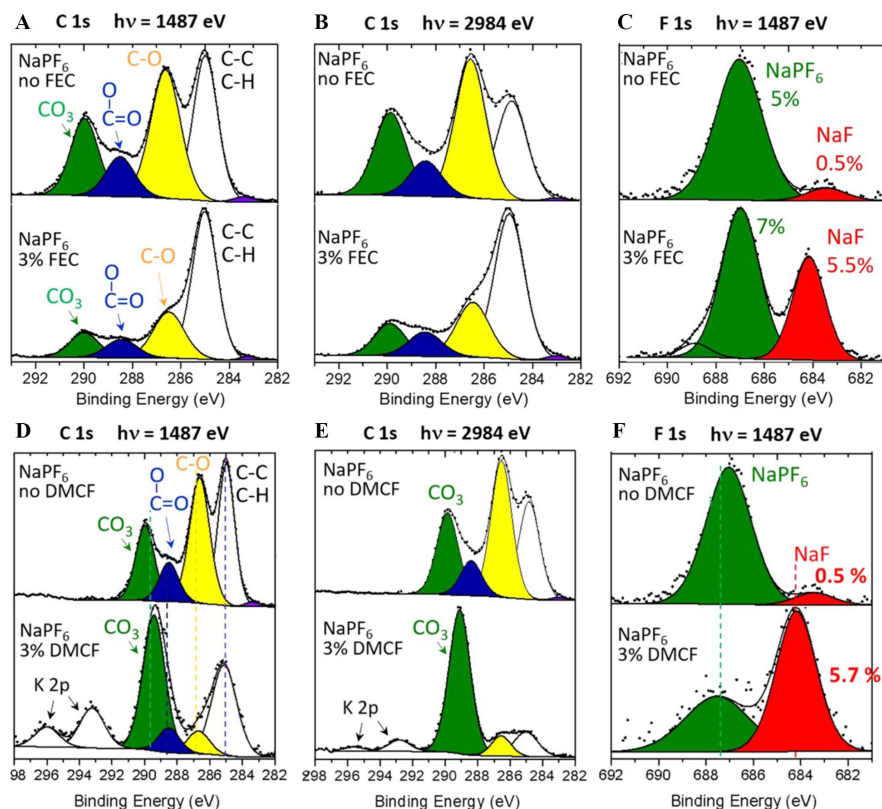 A C 1s hν = 1487 eV
NaPF6
no FEC
CO3
O
C=O
C-O
C-C
C-H
NaPF6
3% FEC
CO3
O
C=O
C-O
C-C
C-H
292 290 288 286 284 282
Binding Energy (eV)
B C 1s hν = 2984 eV
NaPF6
no FEC
NaPF6
3% FEC
292 290 288 286 284 282
Binding Energy (eV)
C F 1s hν = 1487 eV
NaPF6
no FEC
NaPF6
5%
NaF
0.5%
NaPF6
3% FEC
7%
NaF
5.5%
692 690 688 686 684 682
Binding Energy (eV)
D C 1s hν = 1487 eV
NaPF6
no DMCF
CO3
O
C=O
C-O
C-C
C-H
NaPF6
3% DMCF
CO3
K 2p
98 296 294 292 290 288 286 284 282
Binding Energy (eV)
E C 1s hν = 2984 eV
NaPF6
no DMCF
CO3
NaPF6
3% DMCF
CO3
K 2p
298 296 294 292 290 288 286 284 282
Binding Energy (eV)
F F 1s hν = 1487 eV
NaPF6
no DMCF
NaPF6
NaF
0.5 %
NaPF6
3% DMCF
5.7 %
692 690 688 686 684 682
Binding Energy (eV)